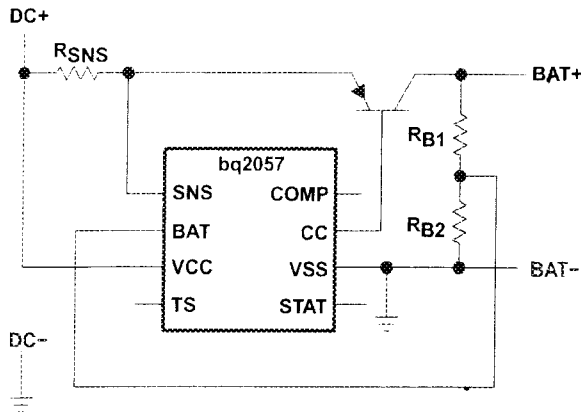 DC+
RSNS
BAT+
RB1
bq2057
SNS
COMP
BAT
CC
RB2
VCC
VSS
BAT-
TS
STAT
DC-